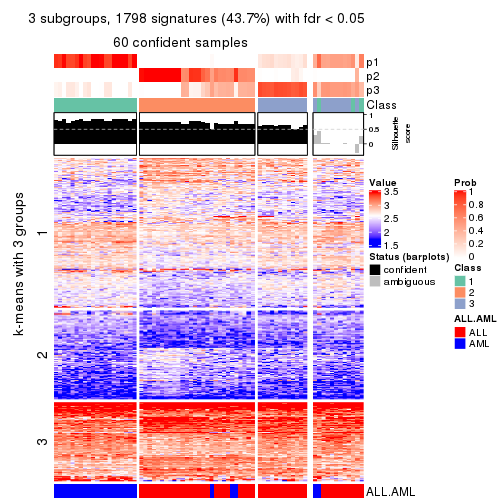 3 subgroups, 1798 signatures (43.7%) with fdr < 0.05
60 confident samples
p1
p2
p3
Class
1
0.5
0
Silhouette
score
k-means with 3 groups
1
2
3
ALL.AML
Value
3.5
3
2.5
2
1.5
Status (barplots)
confident
ambiguous
Prob
1
0.8
0.6
0.4
0.2
0
Class
1
2
3
ALL.AML
ALL
AML